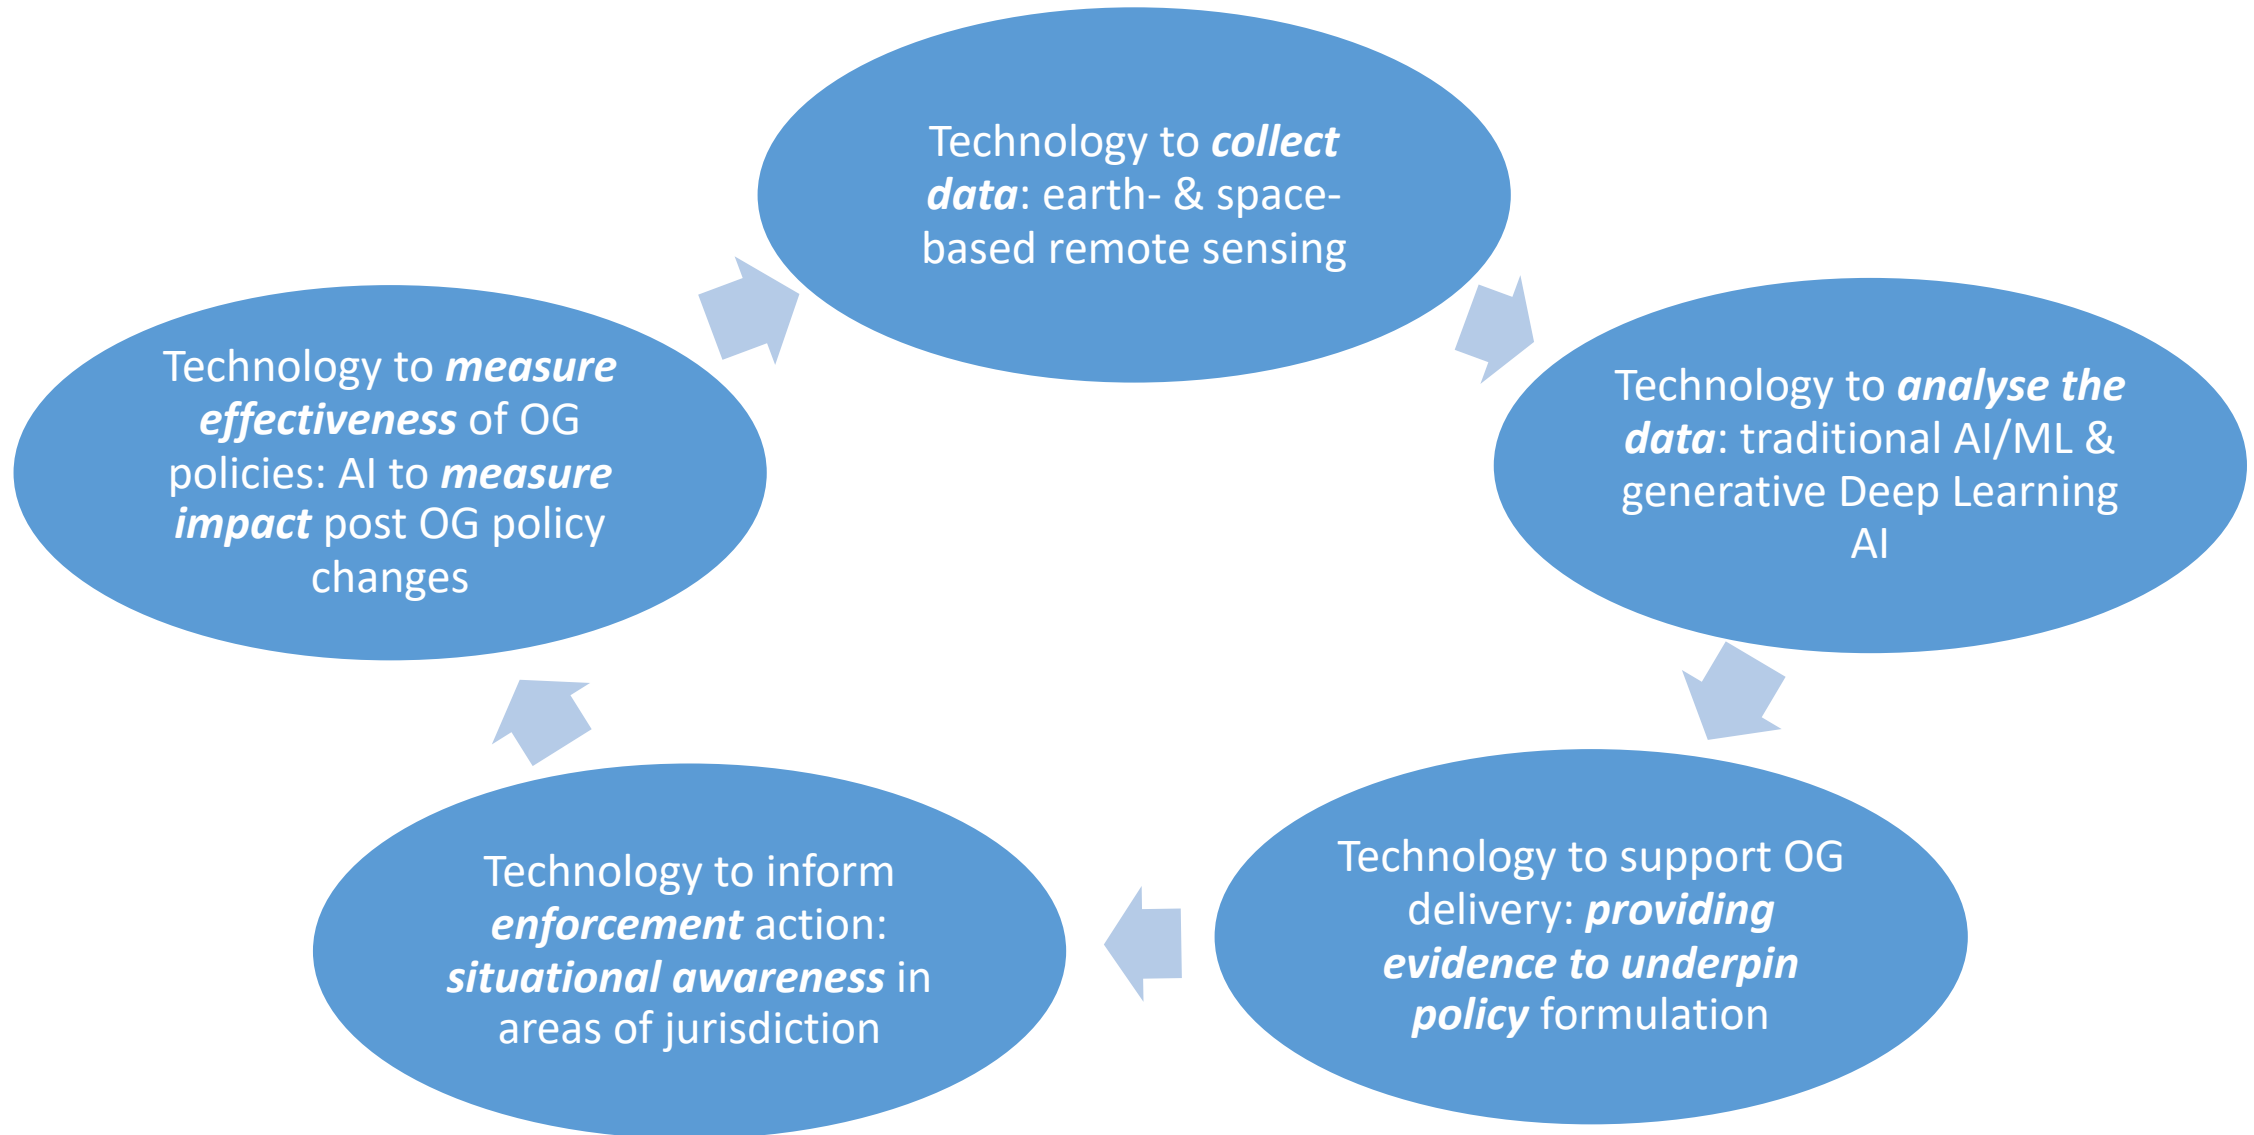 Technology to collect
data: earth- & space-
based remote sensing
Technology to analyse the
data: traditional AI/ML &
generative Deep Learning
AI
Technology to support OG
delivery: providing
evidence to underpin
policy formulation
Technology to inform
enforcement action:
situational awareness in
areas of jurisdiction
Technology to measure
effectiveness of OG
policies: AI to measure
impact post OG policy
changes